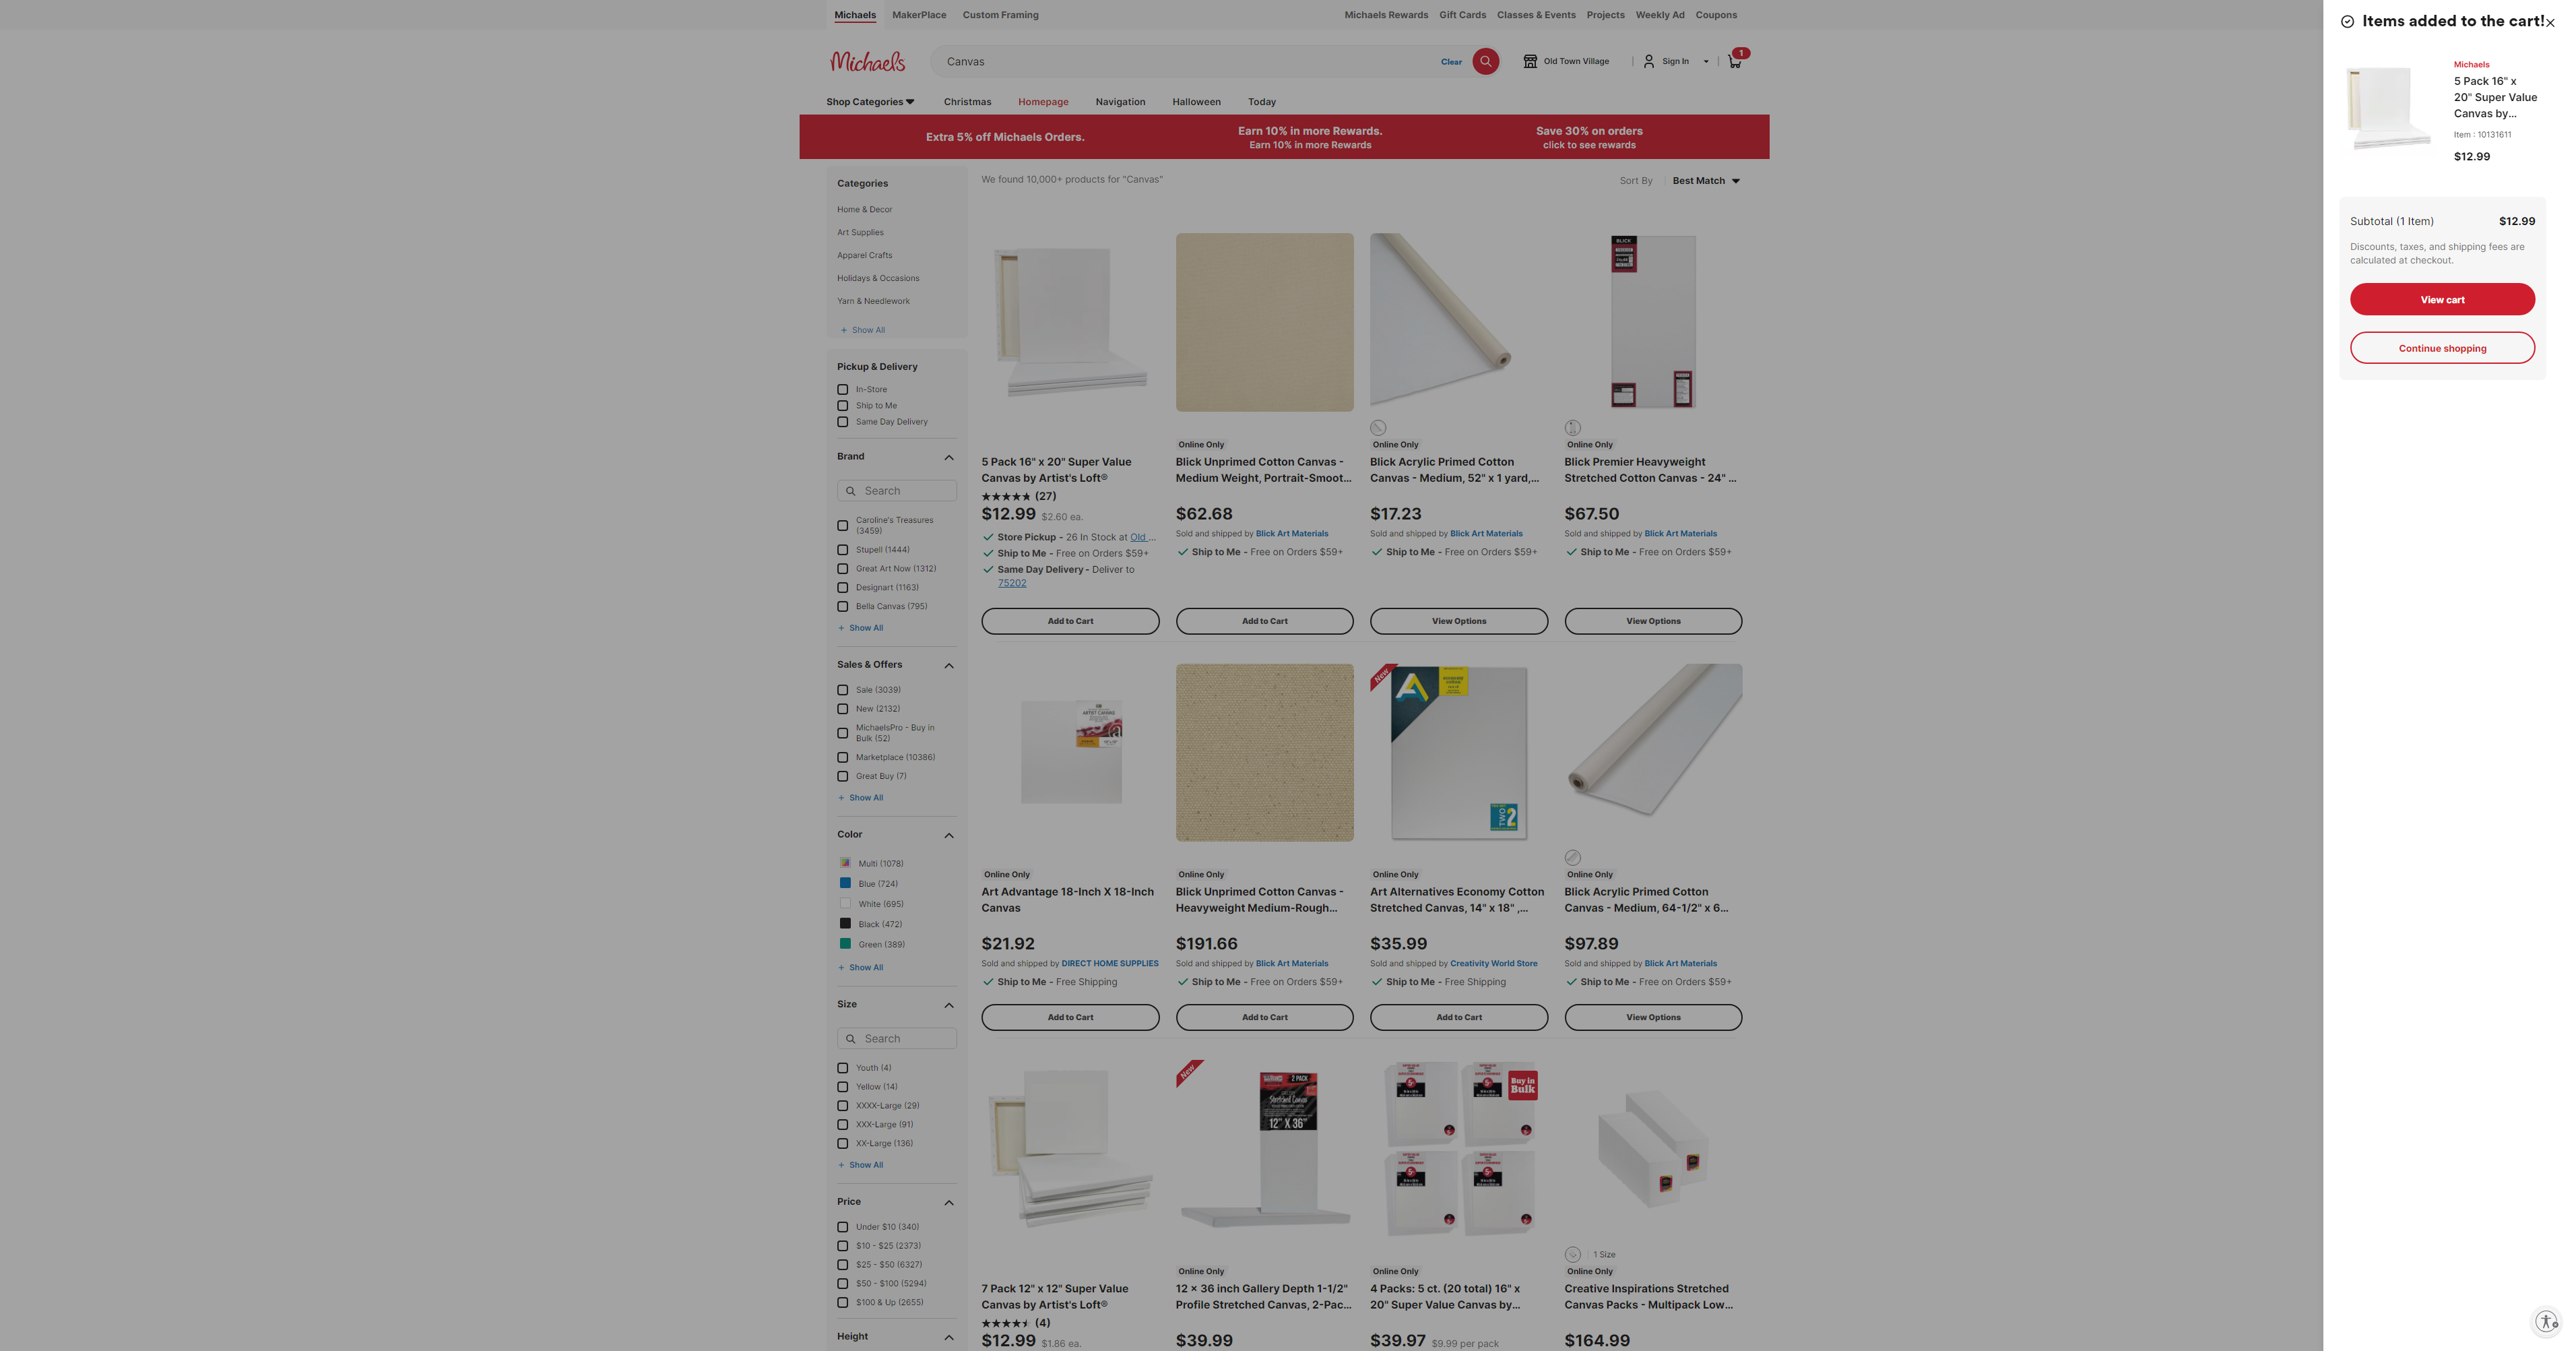 Michaels
MakerPlace
Custom Framing
Michaels Rewards
Gift Cards
Classes & Events
Projects
Weekly Ad
Coupons
Michaels
Canvas
Clear
Old Town Village
Sign In
1
Shop Categories
Christmas
Homepage
Navigation
Halloween
Today
Extra 5% off Michaels Orders.
Earn 10% in more Rewards.
Earn 10% in more Rewards
Save 30% on orders
click to see rewards
Categories
Home & Decor
Art Supplies
Apparel Crafts
Holidays & Occasions
Yarn & Needlework
+ Show All
Pickup & Delivery
In-Store
Ship to Me
Same Day Delivery
Brand
Search
Caroline's Treasures
(3459)
Stupell (1444)
Great Art Now (1312)
Designart (1163)
Bella Canvas (795)
+ Show All
Sales & Offers
Sale (3039)
New (2132)
MichaelsPro - Buy in
Bulk (52)
Marketplace (10386)
Great Buy (7)
+ Show All
Color
Multi (1078)
Blue (724)
White (695)
Black (472)
Green (389)
+ Show All
Size
Search
Youth (4)
Yellow (14)
XXXX-Large (29)
XXX-Large (91)
XX-Large (136)
+ Show All
Price
Under $10 (340)
$10 - $25 (2373)
$25 - $50 (6327)
$50 - $100 (5294)
$100 & Up (2655)
Height
We found 10,000+ products for "Canvas"
Sort By
Best Match
5 Pack 16" x 20" Super Value
Canvas by Artist's Loft®
(27)
$12.99 $2.60 ea.
Store Pickup - 26 In Stock at Old ...
Ship to Me - Free on Orders $59+
Same Day Delivery - Deliver to
75202
Add to Cart
Online Only
Blick Unprimed Cotton Canvas -
Medium Weight, Portrait-Smoot...
$62.68
Sold and shipped by Blick Art Materials
Ship to Me - Free on Orders $59+
Add to Cart
Online Only
Blick Acrylic Primed Cotton
Canvas - Medium, 52" x 1 yard,...
$17.23
Sold and shipped by Blick Art Materials
Ship to Me - Free on Orders $59+
View Options
BLICK
Online Only
Blick Premier Heavyweight
Stretched Cotton Canvas - 24" ...
$67.50
Sold and shipped by Blick Art Materials
Ship to Me - Free on Orders $59+
View Options
ARTIST CANVAS
Online Only
Art Advantage 18-Inch X 18-Inch
Canvas
$21.92
Sold and shipped by DIRECT HOME SUPPLIES
Ship to Me - Free Shipping
Add to Cart
Online Only
Blick Unprimed Cotton Canvas -
Heavyweight Medium-Rough...
$191.66
Sold and shipped by Blick Art Materials
Ship to Me - Free on Orders $59+
Add to Cart
New
A
TWO
2
Online Only
Art Alternatives Economy Cotton
Stretched Canvas, 14" x 18" ,...
$35.99
Sold and shipped by Creativity World Store
Ship to Me - Free Shipping
Add to Cart
Online Only
Blick Acrylic Primed Cotton
Canvas - Medium, 64-1/2" x 6...
$97.89
Sold and shipped by Blick Art Materials
Ship to Me - Free on Orders $59+
View Options
7 Pack 12" x 12" Super Value
Canvas by Artist's Loft®
(4)
$12.99 $1.86 ea.
New
2 PACK
Stretched Canvas
12" X 36"
Online Only
12 x 36 inch Gallery Depth 1-1/2"
Profile Stretched Canvas, 2-Pac...
$39.99
Buy in
Bulk
Online Only
4 Packs: 5 ct. (20 total) 16" x
20" Super Value Canvas by...
$39.97 $9.99 per pack
1 Size
Online Only
Creative Inspirations Stretched
Canvas Packs - Multipack Low...
$164.99
Items added to the cart!
Michaels
5 Pack 16" x
20" Super Value
Canvas by...
Item : 10131611
$12.99
Subtotal (1 Item)
$12.99
Discounts, taxes, and shipping fees are
calculated at checkout.
View cart
Continue shopping